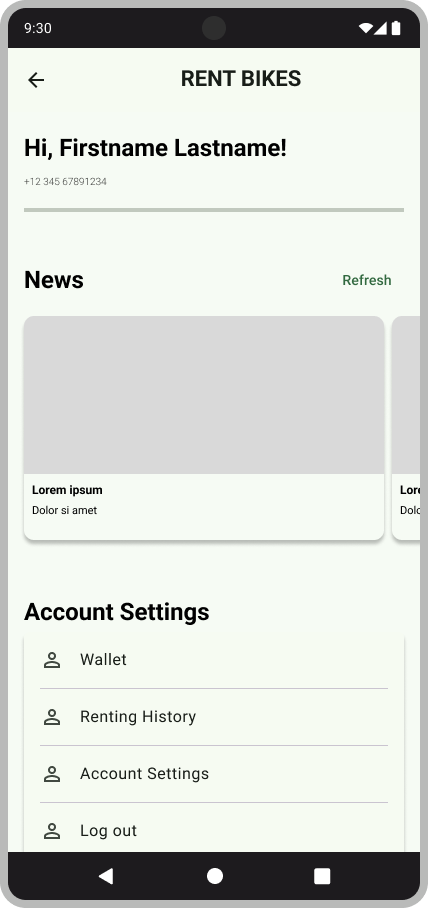 9:30
RENT BIKES
Hi, Firstname Lastname!
+12 345 67891234
News
Refresh
Lorem ipsum
Dolor si amet
Lore
Dolo
Account Settings
Wallet
Renting History
Account Settings
Log out